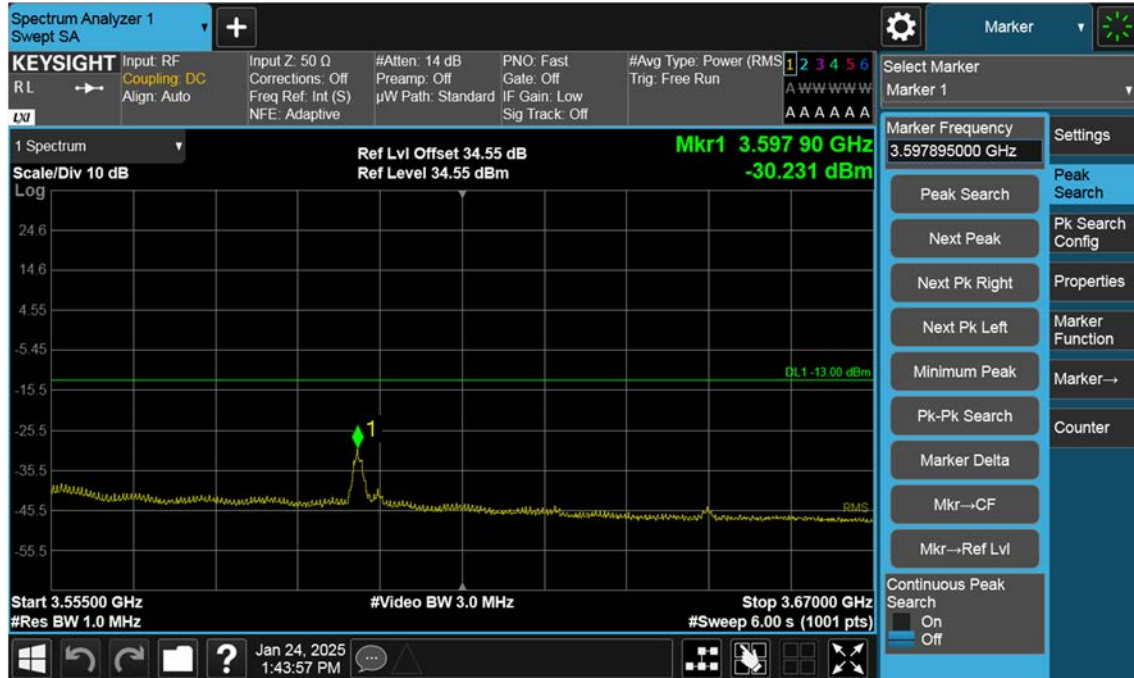 Spectrum Analyzer 1
Swept SA
+
Marker
KEYSIGHT
R L
LXI
Input: RF
Coupling: DC
Align: Auto
Input Z: 50 Ω
Corrections: Off
Freq Ref: Int (S)
NFE: Adaptive
#Atten: 14 dB
Preamp: Off
µW Path: Standard
PNO: Fast
Gate: Off
IF Gain: Low
Sig Track: Off
#Avg Type: Power (RMS
Trig: Free Run
1 2 3 4 5 6
A W W W W W
A A A A A A
Select Marker
Marker 1
1 Spectrum
Scale/Div 10 dB
Log
Ref Lvl Offset 34.55 dB
Ref Level 34.55 dBm
Mkr1 3.597 90 GHz
-30.231 dBm
24.6
14.6
4.55
-5.45
-15.5
-25.5
-35.5
-45.5
-55.5
DL1 -13.00 dBm
1
RMS
Start 3.55500 GHz
#Res BW 1.0 MHz
#Video BW 3.0 MHz
Stop 3.67000 GHz
#Sweep 6.00 s (1001 pts)
Marker Frequency
3.597895000 GHz
Peak Search
Next Peak
Next Pk Right
Next Pk Left
Minimum Peak
Pk-Pk Search
Marker Delta
Mkr→CF
Mkr→Ref Lvl
Continuous Peak
Search
On
Off
Settings
Peak
Search
Pk Search
Config
Properties
Marker
Function
Marker→
Counter
?
Jan 24, 2025
1:43:57 PM